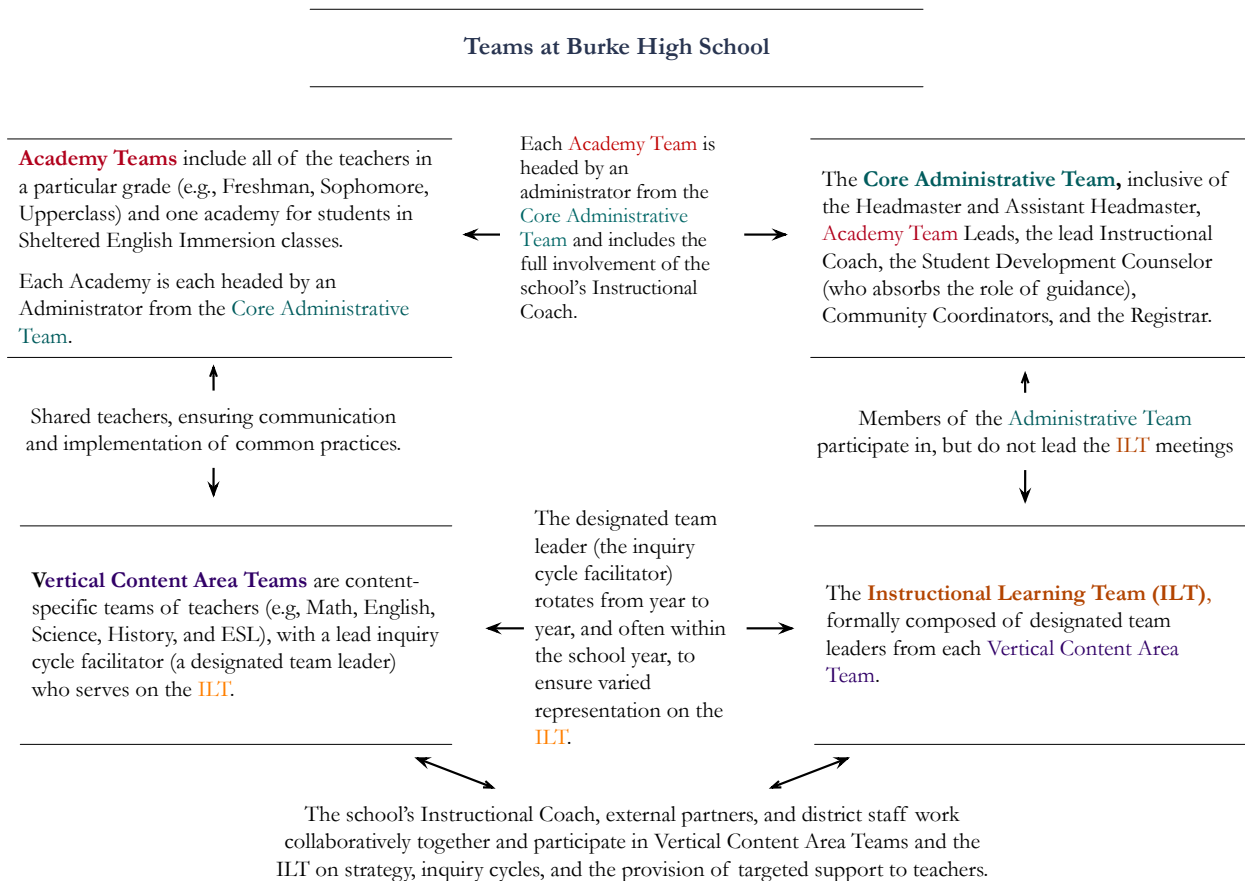 Teams at Burke High School
Academy Teams include all of the teachers in
a particular grade (e.g., Freshman, Sophomore,
Upperclass) and one academy for students in
Sheltered English Immersion classes.
Each Academy is each headed by an
Administrator from the Core Administrative
Team.
Each Academy Team is
headed by an
administrator from the
Core Administrative
Team and includes the
full involvement of the
school’s Instructional
Coach.
The Core Administrative Team, inclusive of
the Headmaster and Assistant Headmaster,
Academy Team Leads, the lead Instructional
Coach, the Student Development Counselor
(who absorbs the role of guidance),
Community Coordinators, and the Registrar.
Shared teachers, ensuring communication
and implementation of common practices.
Members of the Administrative Team
participate in, but do not lead the ILT meetings
Vertical Content Area Teams are content-
specific teams of teachers (e.g, Math, English,
Science, History, and ESL), with a lead inquiry
cycle facilitator (a designated team leader)
who serves on the ILT.
The designated team
leader (the inquiry
cycle facilitator)
rotates from year to
year, and often within
the school year, to
ensure varied
representation on the
ILT.
The Instructional Learning Team (ILT),
formally composed of designated team
leaders from each Vertical Content Area
Team.
The school’s Instructional Coach, external partners, and district staff work
collaboratively together and participate in Vertical Content Area Teams and the
ILT on strategy, inquiry cycles, and the provision of targeted support to teachers.